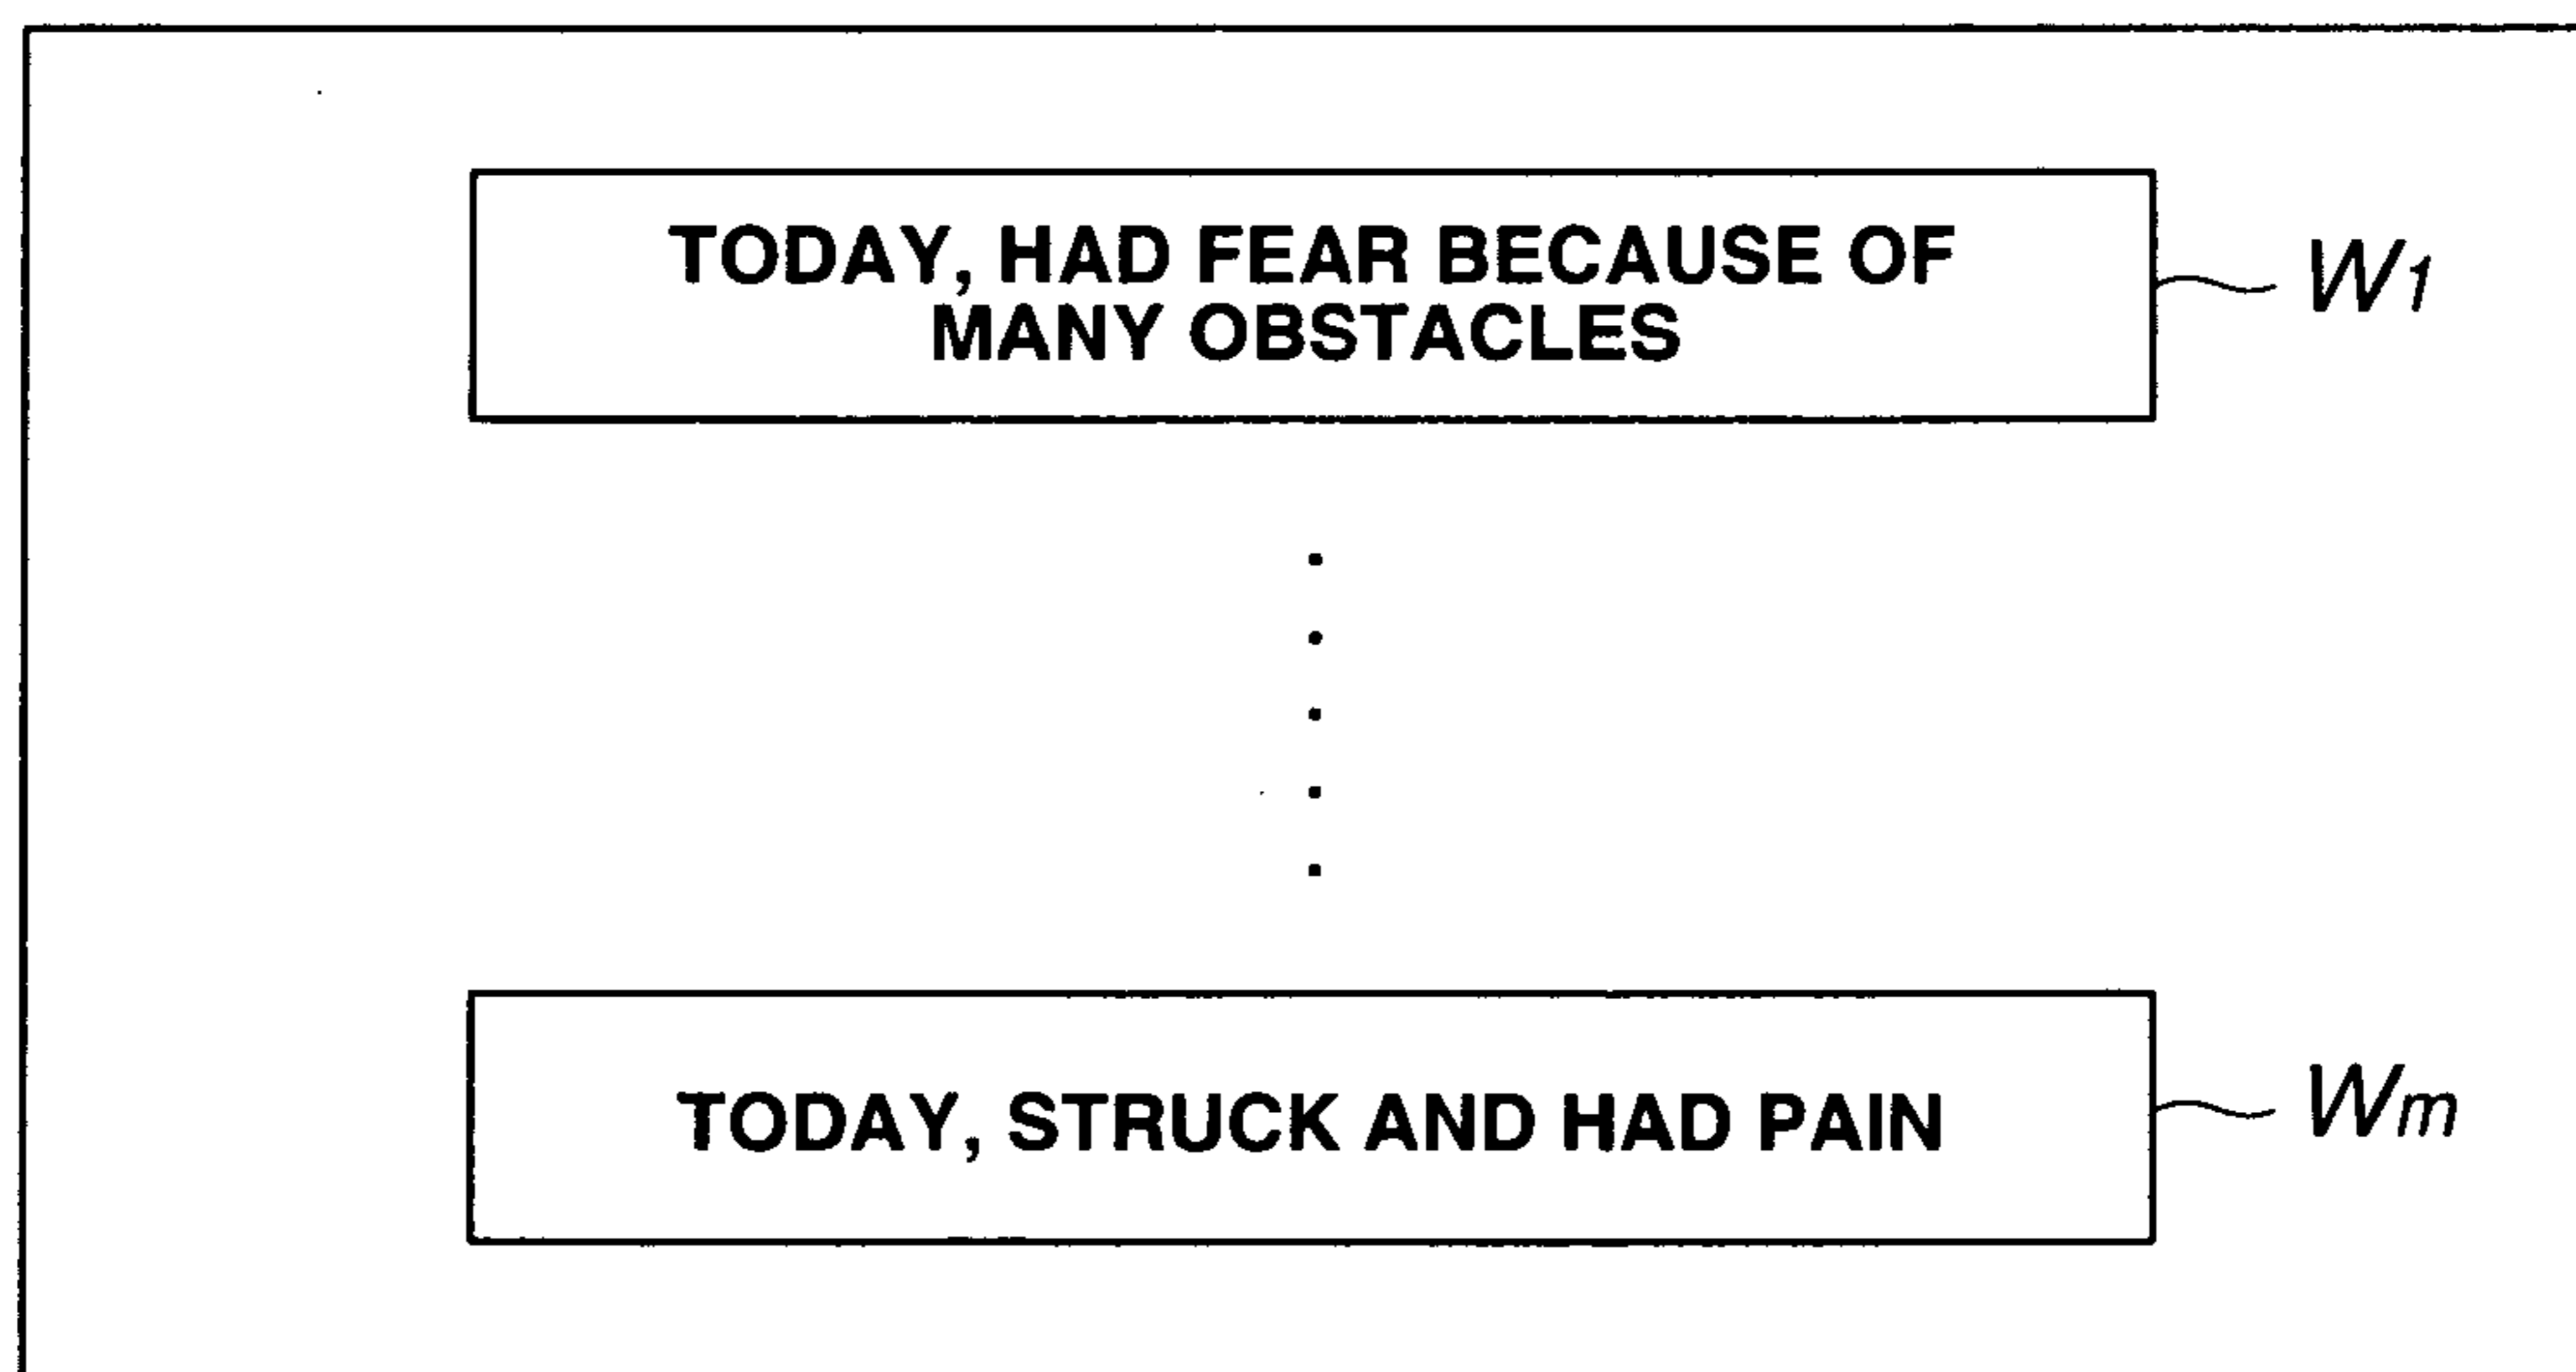 TODAY, HAD FEAR BECAUSE OF
MANY OBSTACLES
W1
TODAY, STRUCK AND HAD PAIN
Wm